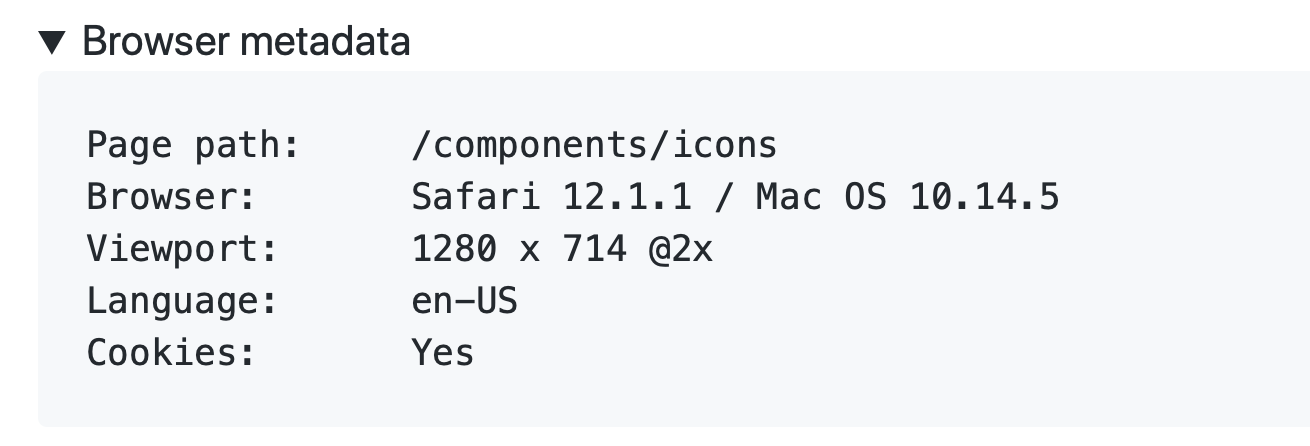 Browser metadata
Page path: /components/icons
Browser: Safari 12.1.1 / Mac OS 10.14.5
Viewport: 1280 x 714 @2x
Language: en-US
Cookies: Yes